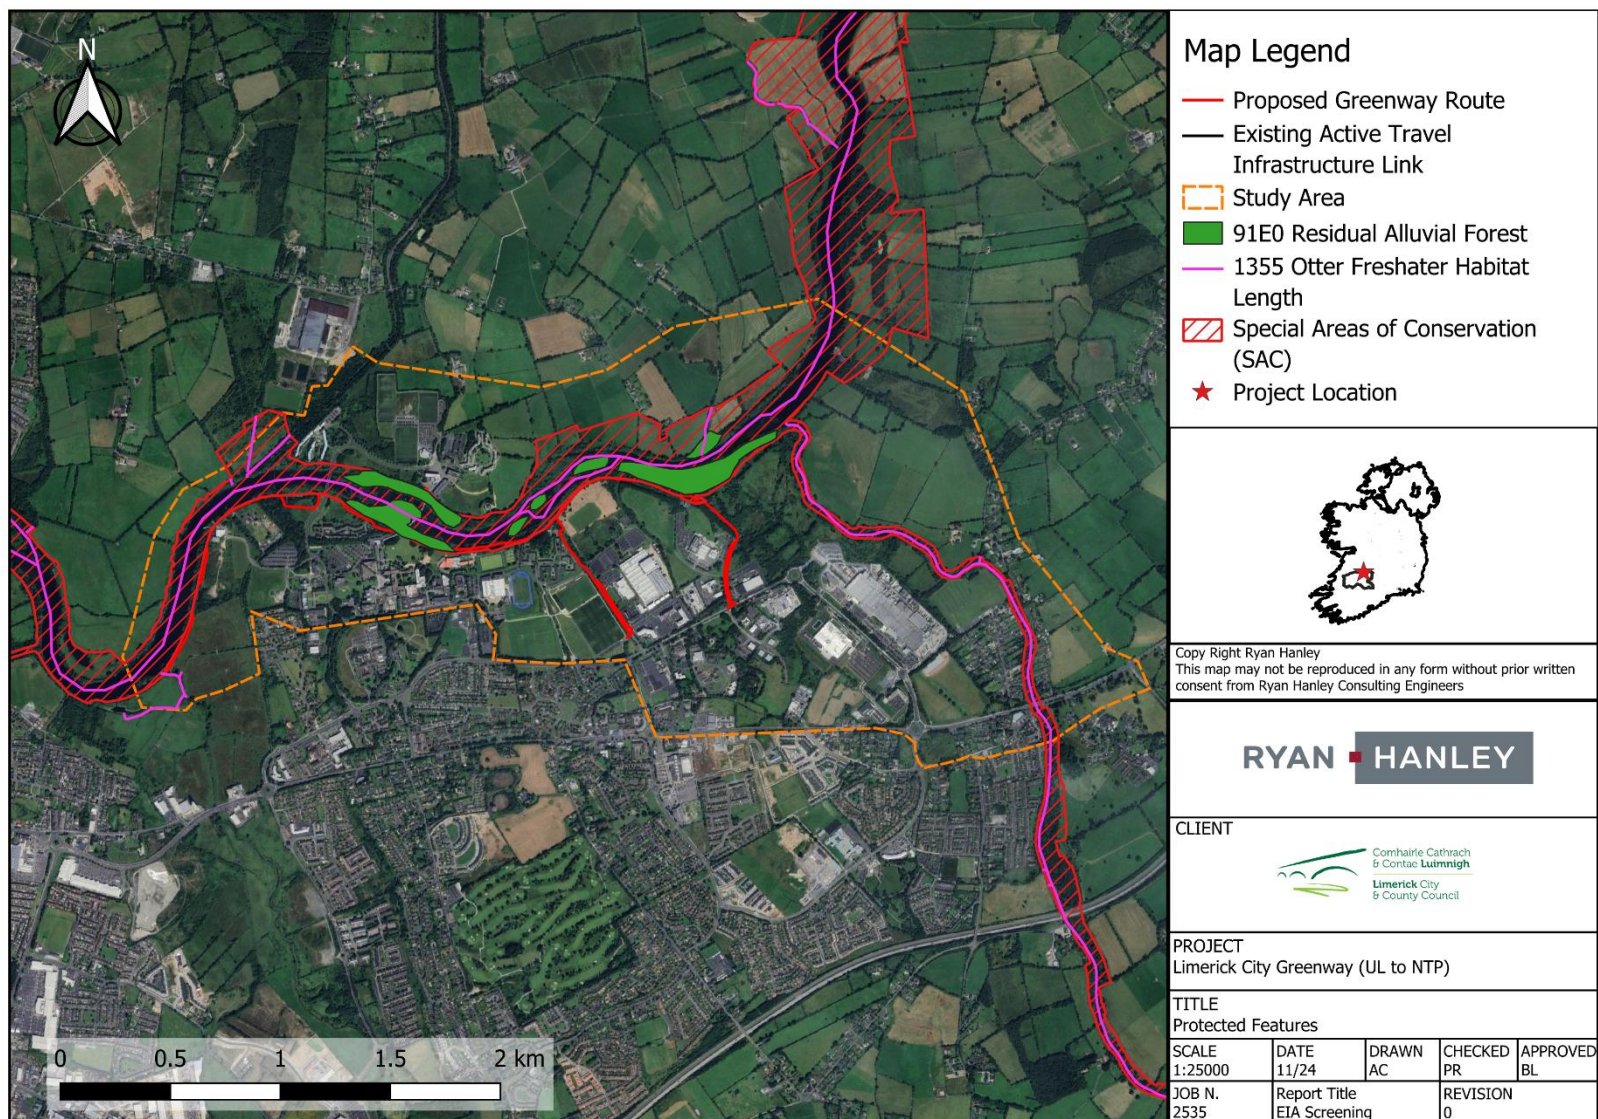 N
0 0.5 1 1.5 2 km
Map Legend
Proposed Greenway Route
Existing Active Travel
Infrastructure Link
Study Area
91E0 Residual Alluvial Forest
1355 Otter Freshater Habitat
Length
Special Areas of Conservation
(SAC)
Project Location
Copy Right Ryan Hanley
This map may not be reproduced in any form without prior written
consent from Ryan Hanley Consulting Engineers
RYAN HANLEY
CLIENT
Comhairle Cathrach
& Contae Luimnigh
Limerick City
& County Council
PROJECT
Limerick City Greenway (UL to NTP)
TITLE
Protected Features
SCALE DATE DRAWN CHECKED APPROVED
1:25000 11/24 AC PR BL
JOB N. Report Title REVISION
2535 EIA Screening 0